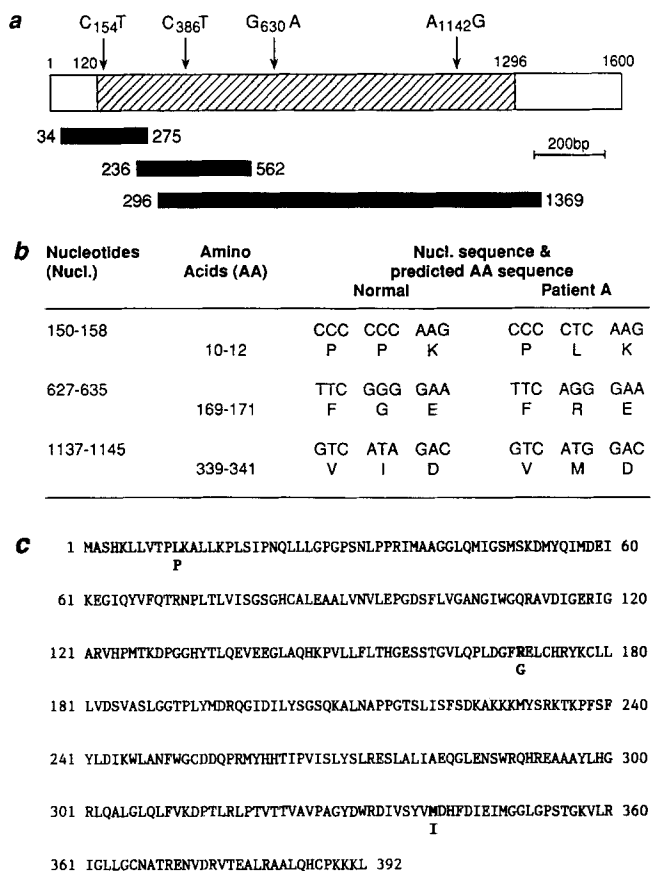 a
C154T C386T G630A A1142G
1 120 1296 1600
34 275
236 562 200bp
296 1369
b Nucleotides Amino Nucl. sequence &
(Nucl.) Acids (AA) predicted AA sequence
Normal Patient A
150-158 CCC CCC AAG CCC CTC AAG
10-12 P P K P L K
627-635 TTC GGG GAA TTC AGG GAA
169-171 F G E F R E
1137-1145 GTC ATA GAC GTC ATG GAC
339-341 V I D V M D
c 1 MASHKLLVTPLKALLKPLSIPNQLLLGPGPSNLPPRIMAAGGLQMIGSMSKDMYQIMDEI 60
P
61 KEGIQYVFQTRNPLTLVISGSGHCALEAALVNVLEPGDSFLVGANGIWGQRAVDIGERIG 120
121 ARVHPMTKDPGGHYTLQEVEEGLAQHKPVLLFLTHGESSTGVLQPLDGFRELCHRYKCLL 180
G
181 LVDSVASLGGTPLYMDRQGIDILYSGSQKALNAPPGTSLISFSDKAKKKMYSRKTKPFSF 240
241 YLDIKWLANFWGCDDQPRMYHHTIPVISLYSLRESLALIAEQGLENSWRQHREAAAYLHG 300
301 RLQALGLQLFVKDPTLRLPTVTTVAVPAGYDWRDIVSYVMDHFDIEIMGGLGPSTGKVLR 360
I
361 IGLLGCNATRENVDRVTEALRAALQHCPKKKL 392